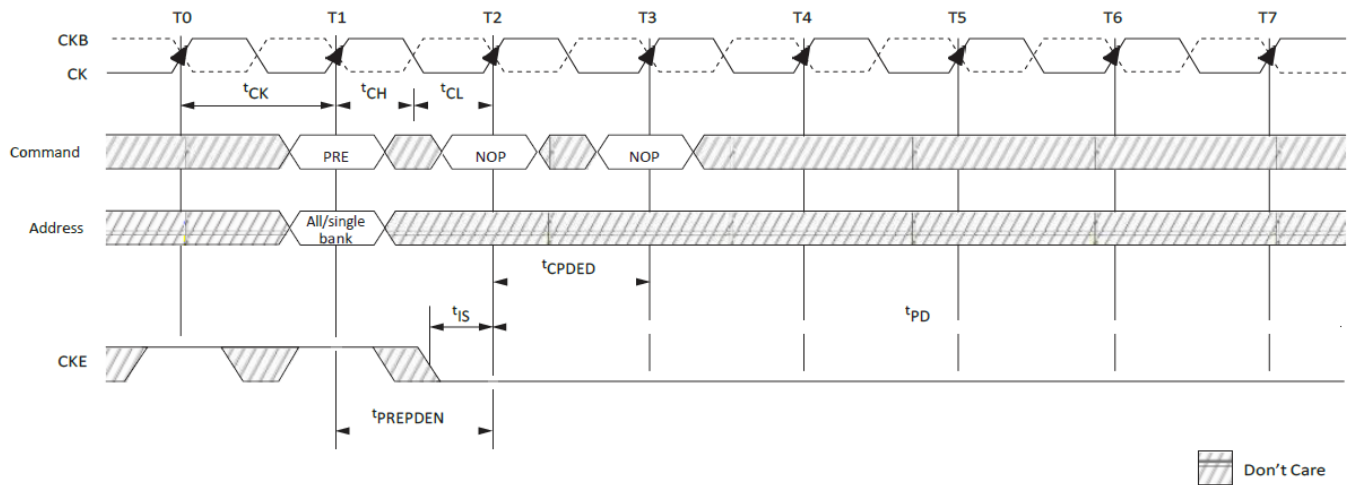 T0 T1 T2 T3 T4 T5 T6 T7
CKB
CK
tCK tCH tCL
Command PRE NOP NOP
Address All/single
bank
tCPDED
tIS tPD
CKE
tPREPDEN
Don't Care